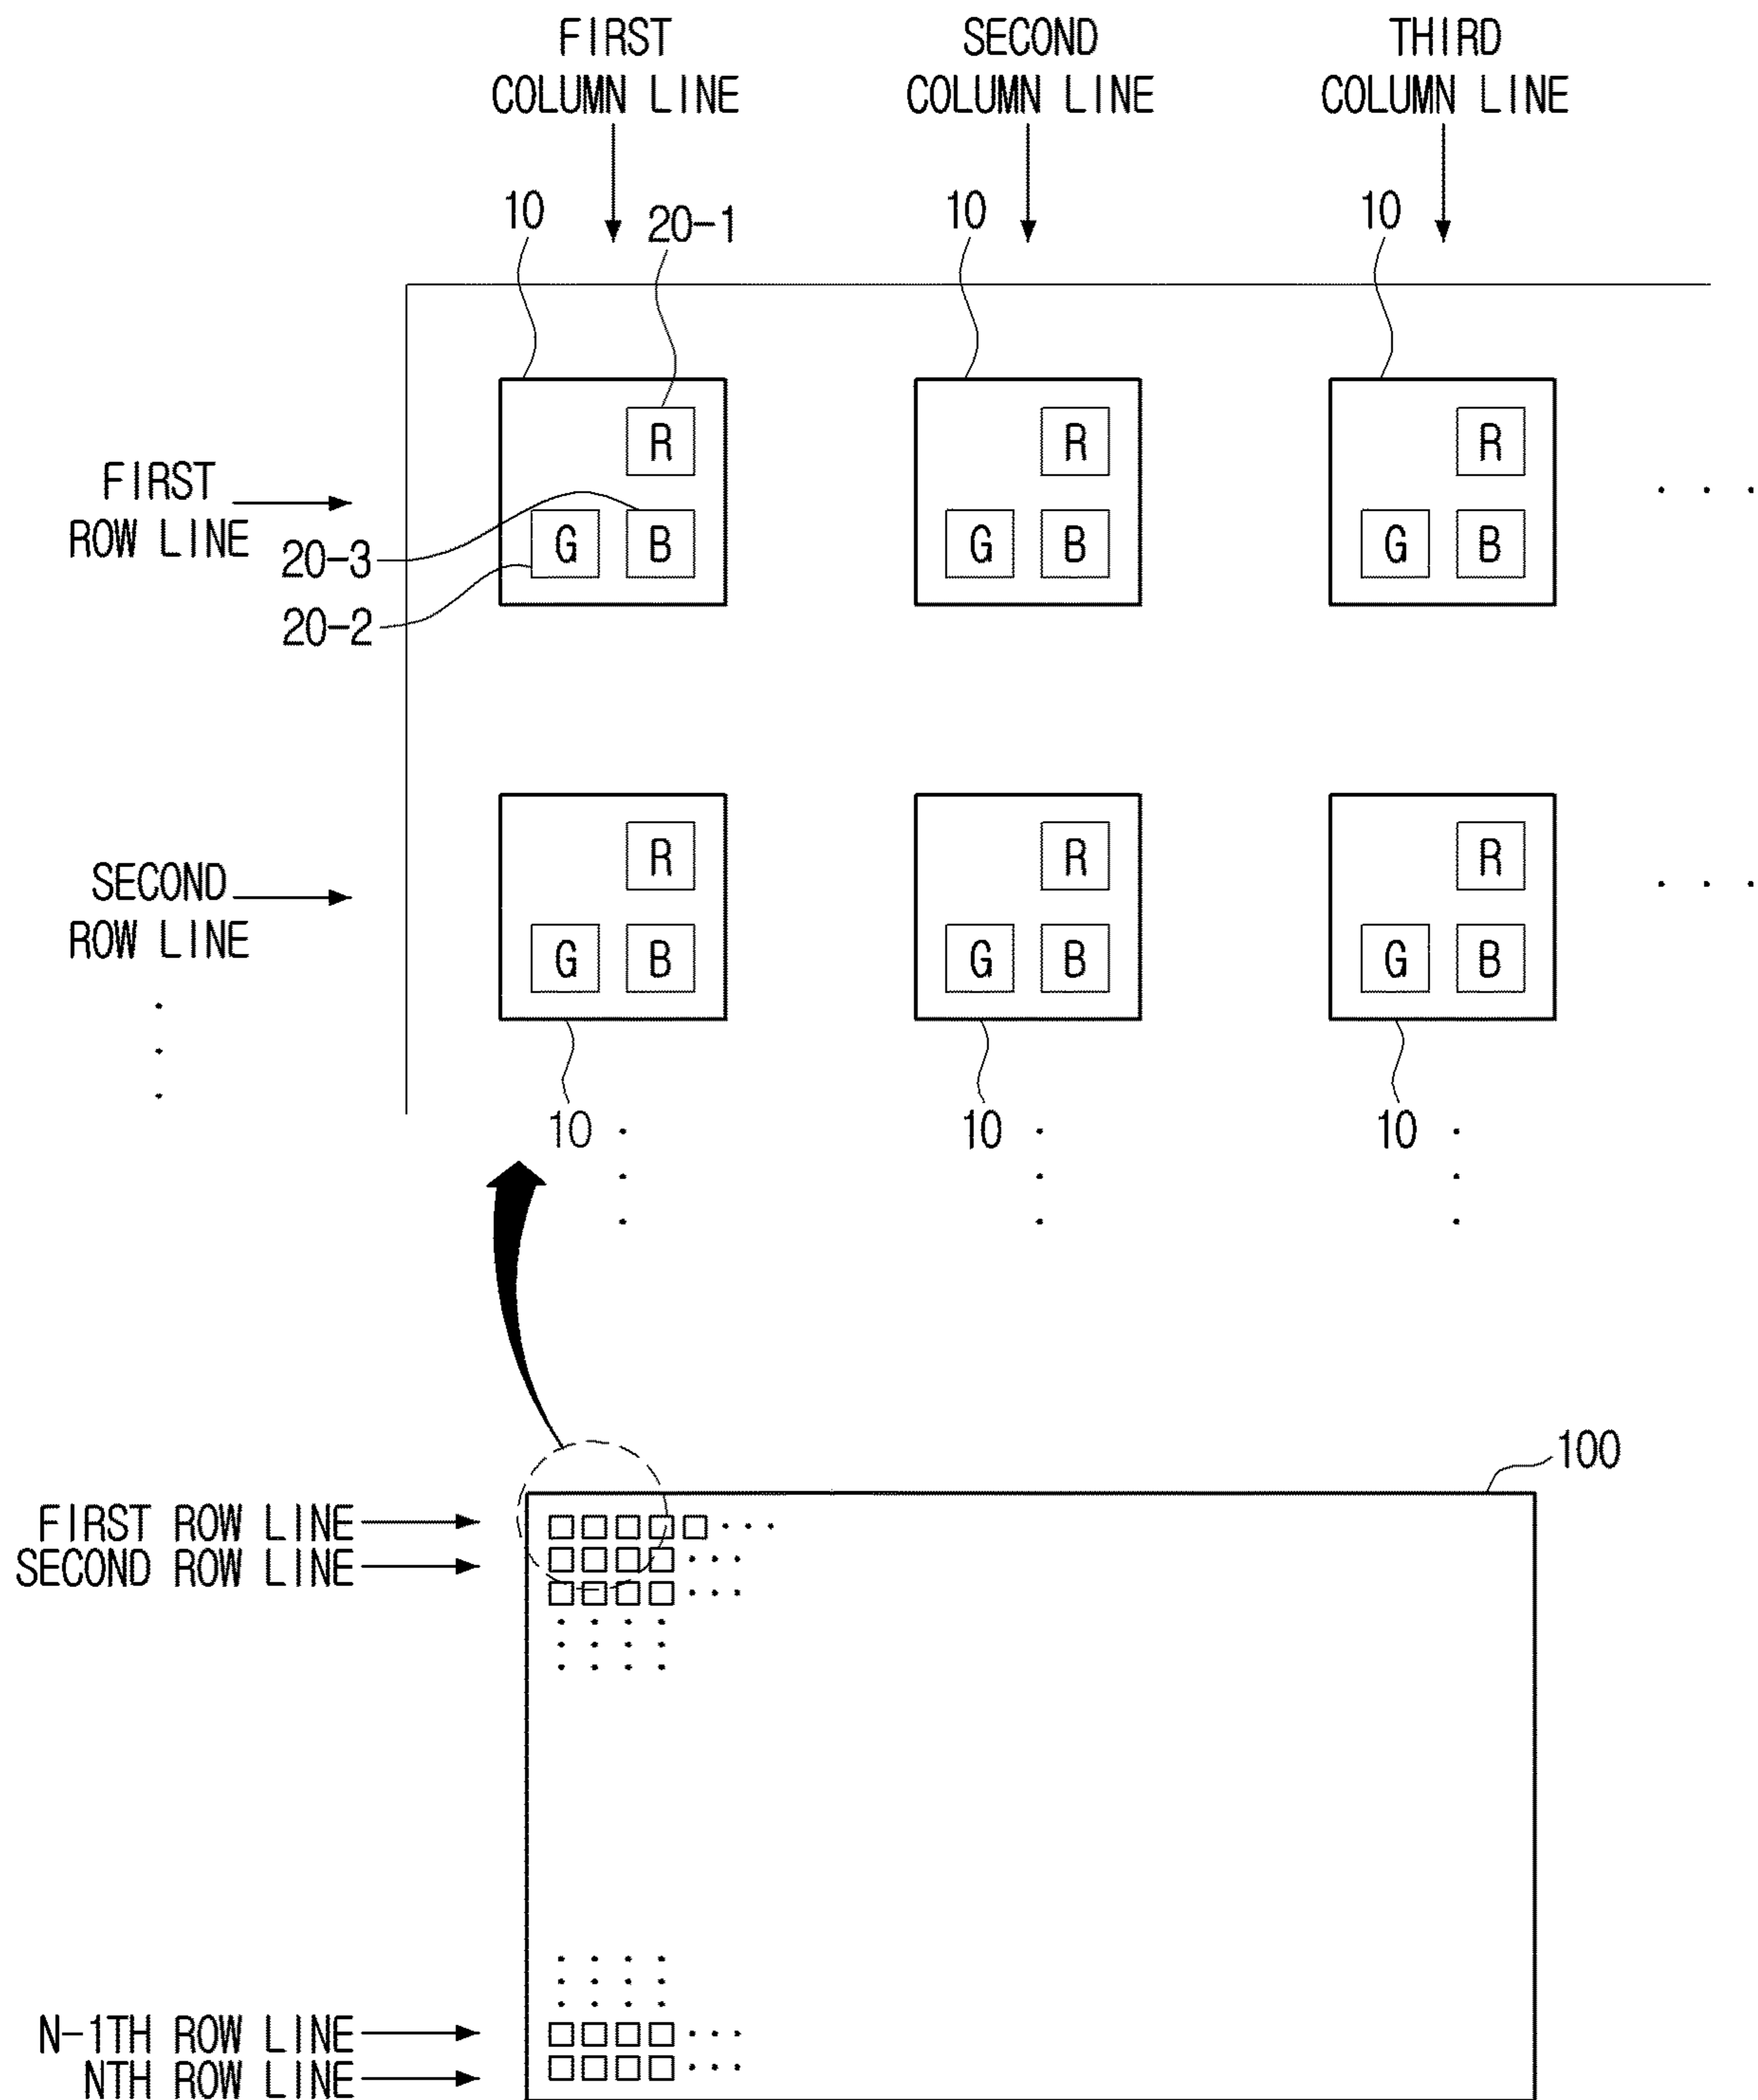 FIRST
COLUMN LINE
SECOND
COLUMN LINE
THIRD
COLUMN LINE
10
20-1
10
10
FIRST
ROW LINE
R
R
R
20-3
G B
G B
G B
20-2
SECOND
ROW LINE
R
R
R
G B
G B
G B
10
10
10
100
FIRST ROW LINE
SECOND ROW LINE
N-1TH ROW LINE
NTH ROW LINE